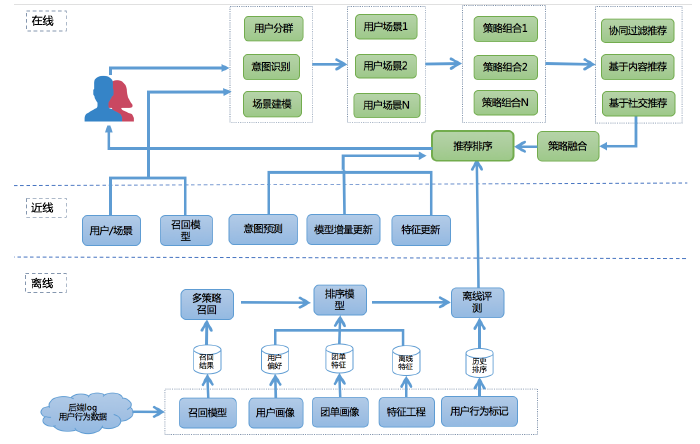 在线
用户分群
意图识别
场景建模
用户场景1
用户场景2
用户场景N
策略组合1
策略组合2
策略组合N
协同过滤推荐
基于内容推荐
基于社交推荐
推荐排序
策略融合
近线
用户/场景
召回模
型
意图预测
模型增量更新
特征更新
离线
多策略
召回
排序模
型
离线评
测
召回
结果
用户
偏好
团单
特征
离线
特征
历史
排序
后端log
用户行为数据
召回模型
用户画像
团单画像
特征工程
用户行为标记